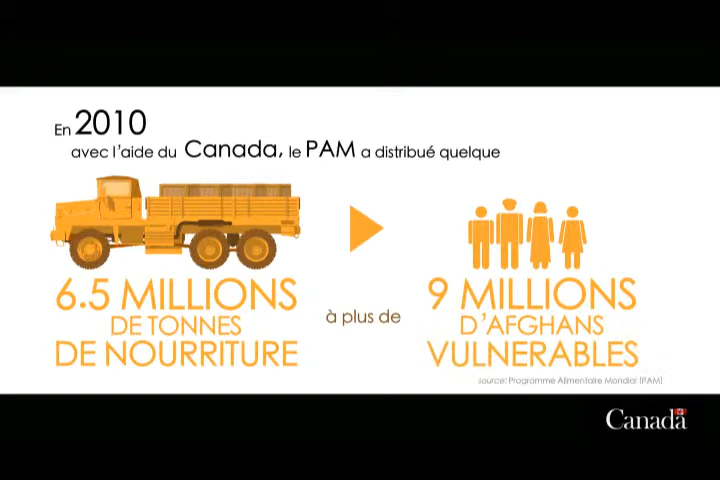 En 2010
avec l'aide du Canada, le PAM a distribué quelque
6.5 MILLIONS
DE TONNES
DE NOURRITURE
à plus de
9 MILLIONS
D'AFGHANS
VULNERABLES
source: Programme Alimentaire Mondial (PAM)
Canada